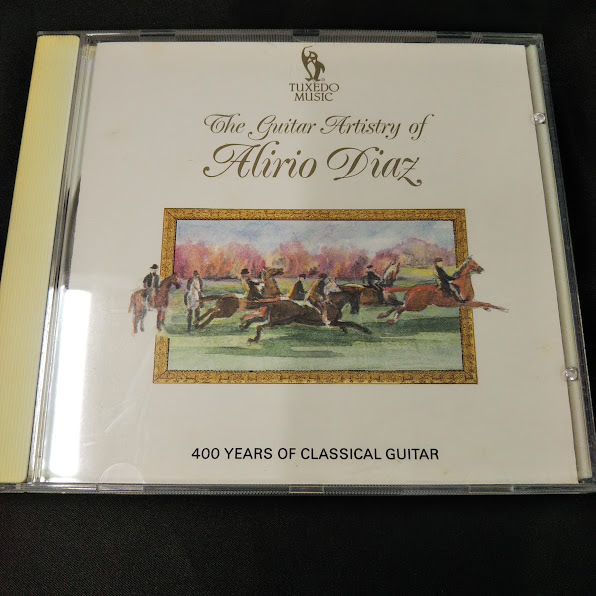 TUXEDO
MUSIC
The Guitar Artistry of
Alirio Diaz
400 YEARS OF CLASSICAL GUITAR